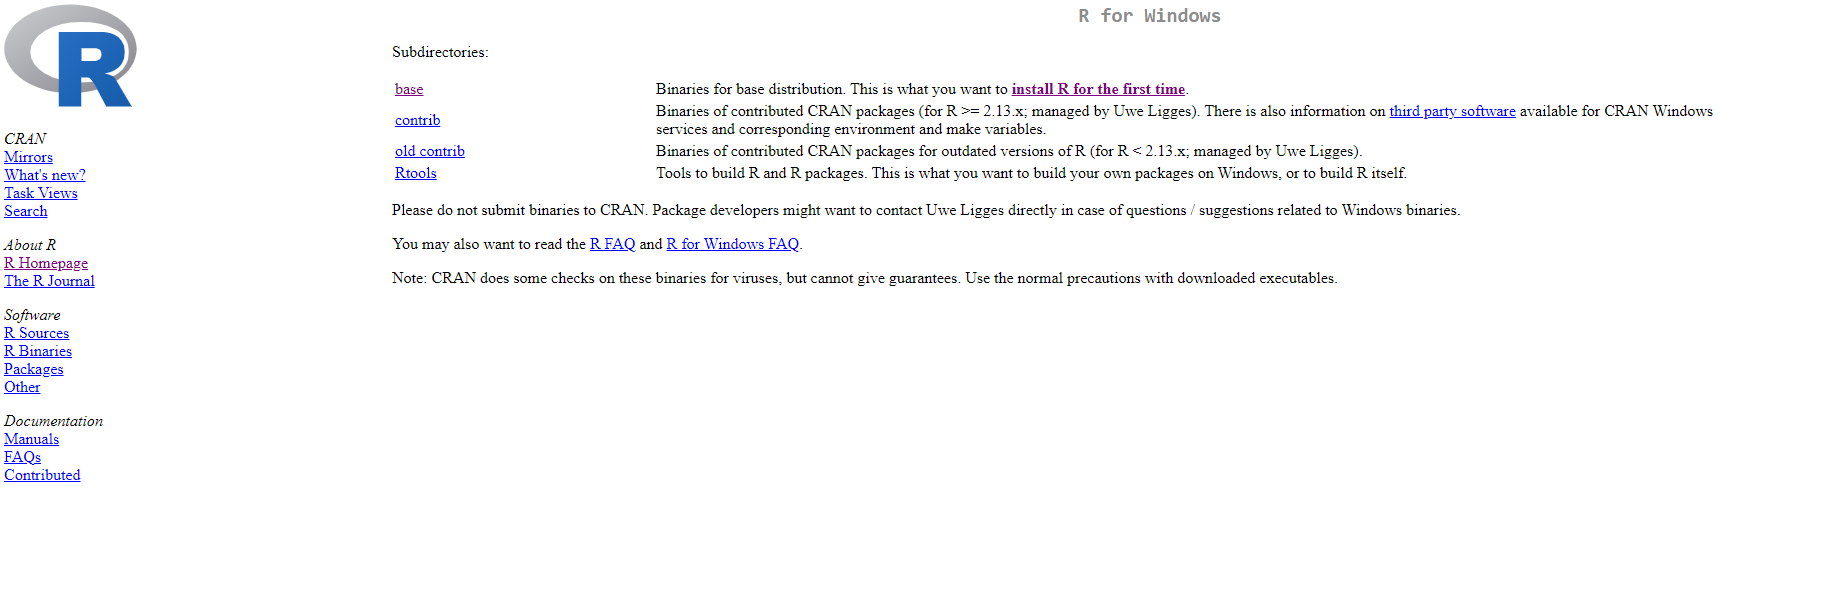 R
CRAN
Mirrors
What's new?
Task Views
Search
About R
R Homepage
The R Journal
Software
R Sources
R Binaries
Packages
Other
Documentation
Manuals
FAQs
Contributed
R for Windows
Subdirectories:
base Binaries for base distribution. This is what you want to install R for the first time.
contrib Binaries of contributed CRAN packages (for R >= 2.13.x; managed by Uwe Ligges). There is also information on third party software available for CRAN Windows
services and corresponding environment and make variables.
old contrib Binaries of contributed CRAN packages for outdated versions of R (for R < 2.13.x; managed by Uwe Ligges).
Rtools Tools to build R and R packages. This is what you want to build your own packages on Windows, or to build R itself.
Please do not submit binaries to CRAN. Package developers might want to contact Uwe Ligges directly in case of questions / suggestions related to Windows binaries.
You may also want to read the R FAQ and R for Windows FAQ.
Note: CRAN does some checks on these binaries for viruses, but cannot give guarantees. Use the normal precautions with downloaded executables.